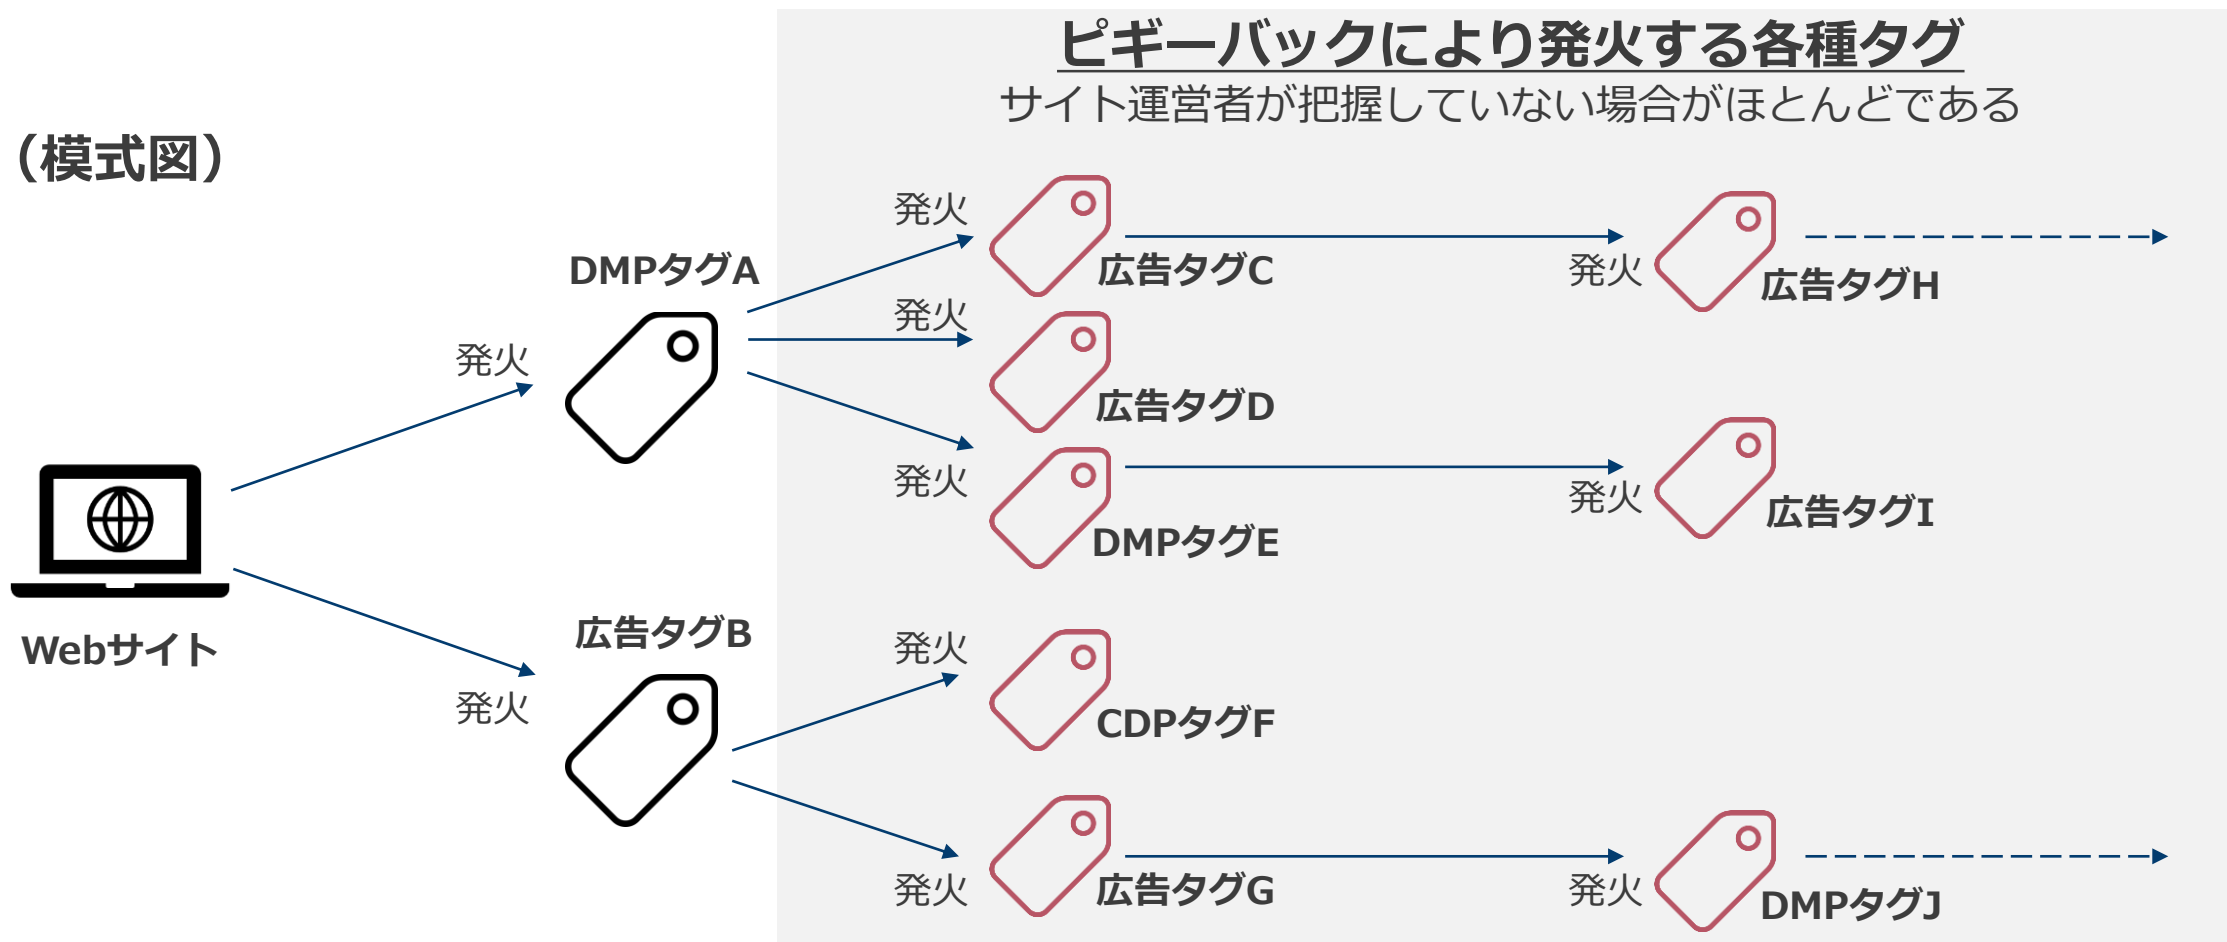 ピギーバックにより発火する各種タグ
サイト運営者が把握していない場合がほとんどである
（模式図）
Webサイト
発火
DMPタグA
発火
広告タグB
発火
広告タグC
発火
広告タグD
発火
DMPタグE
発火
CDPタグF
発火
広告タグG
発火
広告タグH
発火
広告タグI
発火
DMPタグJ